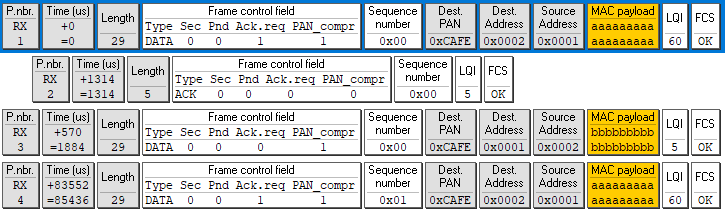 P.nbr. Time (us) Length Frame control field Sequence Dest. Dest. Source MAC payload LQI FCS
RX +0 Type Sec Pnd Ack.req PAN_compr number PAN Address Address aaaaaaaaa
1 =0 29 DATA 0 0 1 1 0x00 0xCAFE 0x0002 0x0001 aaaaaaaaa 60 OK
P.nbr. Time (us) Length Frame control field Sequence LQI FCS
RX +1314 Type Sec Pnd Ack.req PAN_compr number
2 =1314 5 ACK 0 0 0 0 0x00 5 OK
P.nbr. Time (us) Length Frame control field Sequence Dest. Dest. Source MAC payload LQI FCS
RX +570 Type Sec Pnd Ack.req PAN_compr number PAN Address Address bbbbbbbbbb
3 =1884 29 DATA 0 0 0 1 0x00 0xCAFE 0x0001 0x0002 bbbbbbbbbb 5 OK
P.nbr. Time (us) Length Frame control field Sequence Dest. Dest. Source MAC payload LQI FCS
RX +83552 Type Sec Pnd Ack.req PAN_compr number PAN Address Address aaaaaaaaa
4 =85436 29 DATA 0 0 1 1 0x01 0xCAFE 0x0002 0x0001 aaaaaaaaa 60 OK